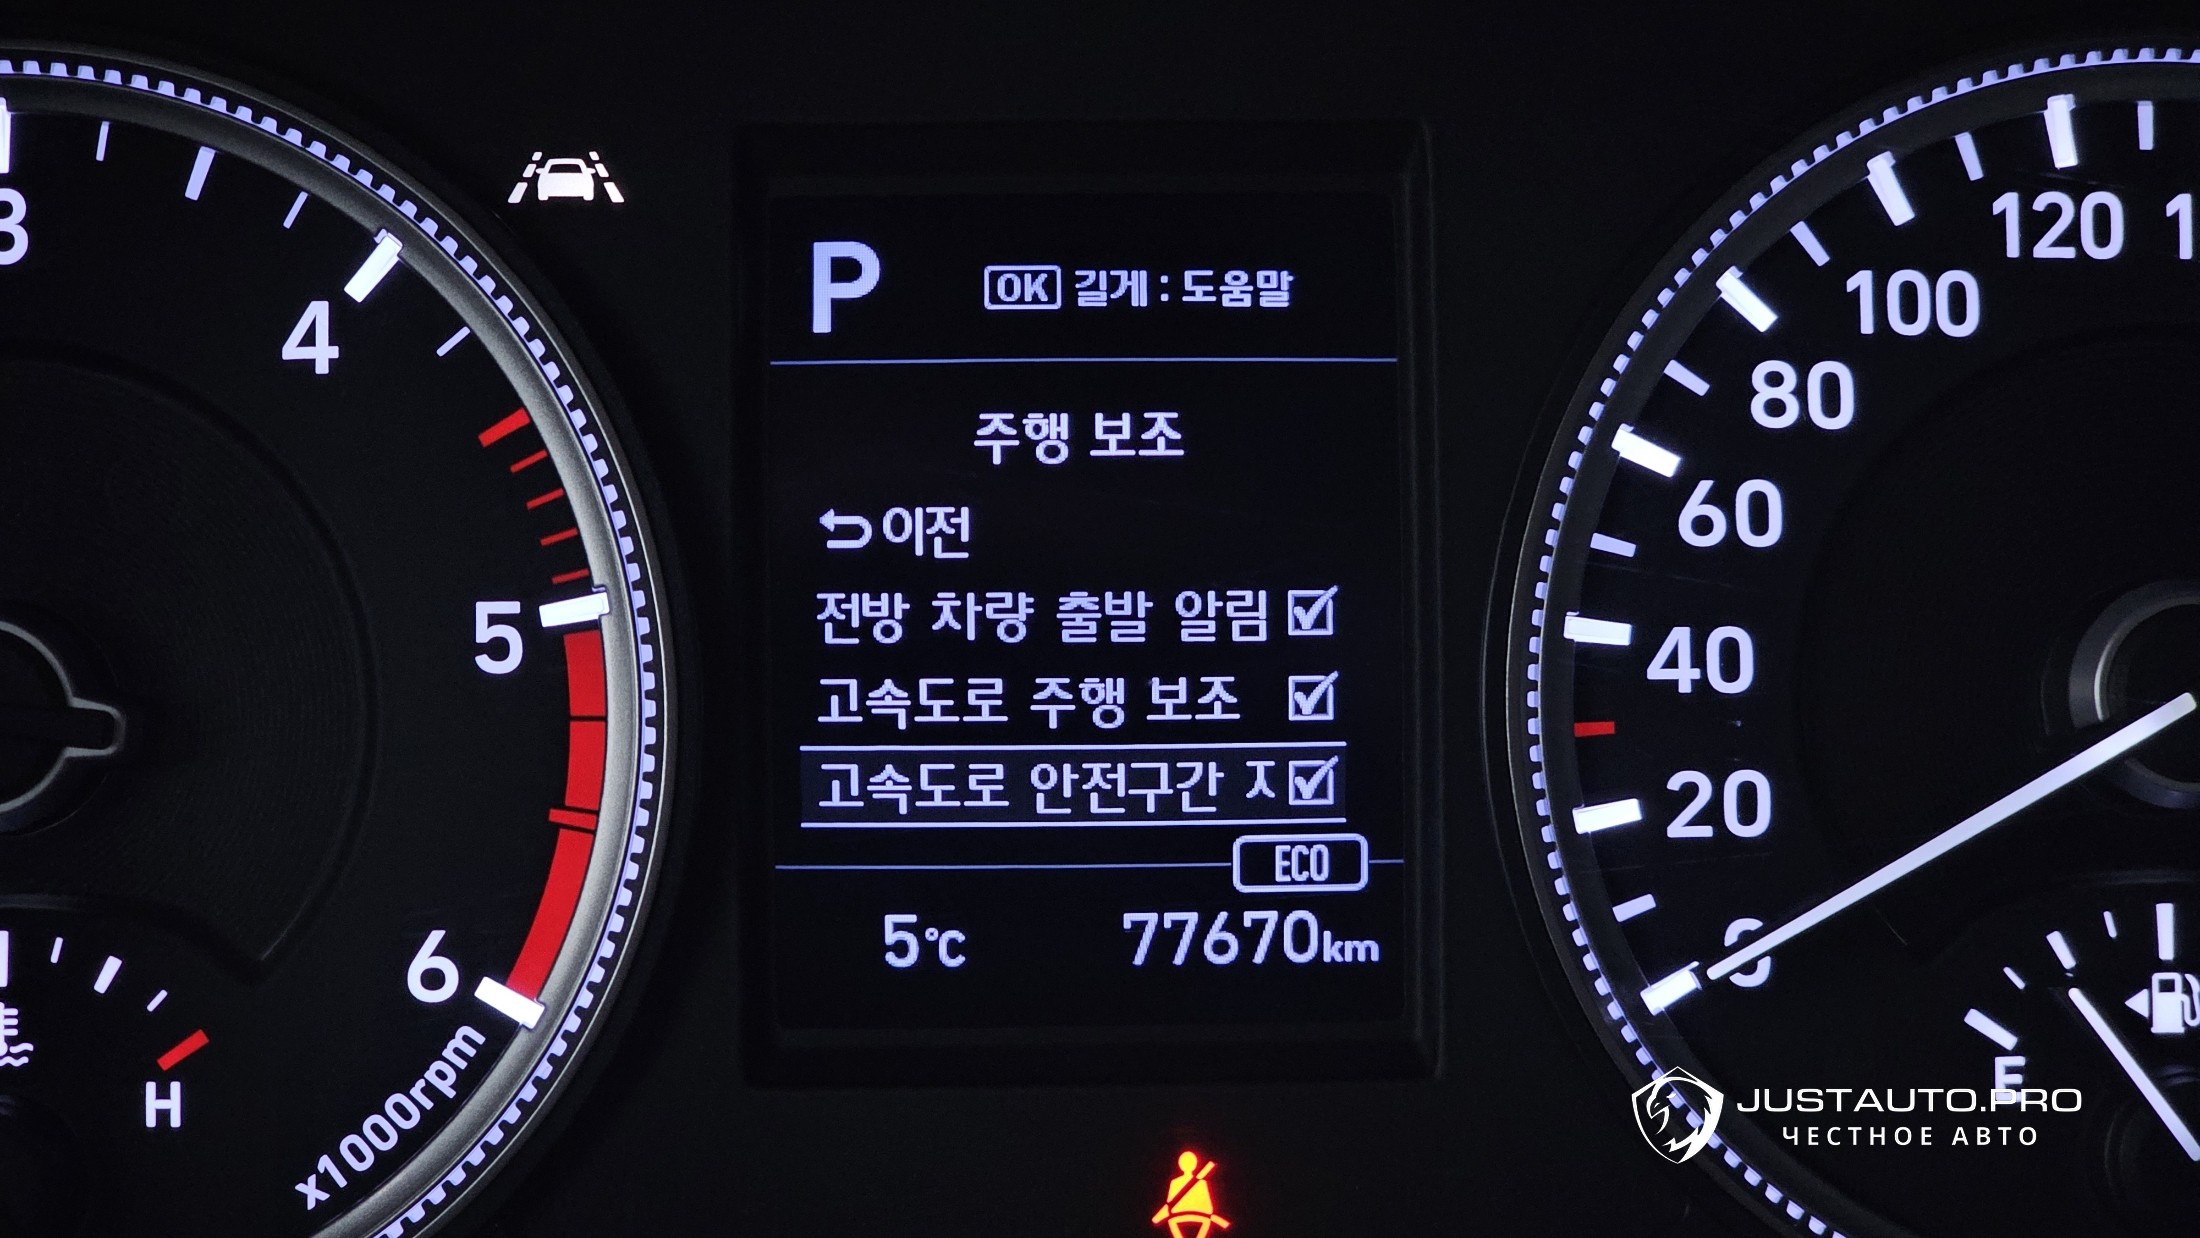 P
OK 길게 : 도움말
주행 보조
이전
전방 차량 출발 알림
고속도로 주행 보조
고속도로 안전구간
ECO
5℃
77670km
3
4
5
6
x1000rpm
H
120
100
80
60
40
20
0
E
JUSTAUTO.PRO
ЧЕСТНОЕ АВТО